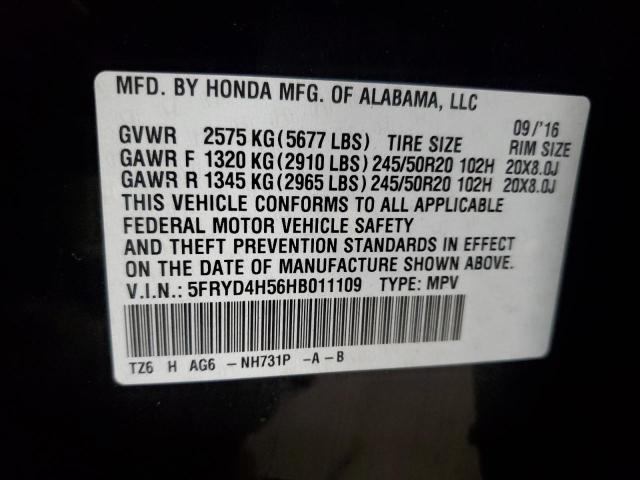 MFD. BY HONDA MFG. OF ALABAMA, LLC
09/'16
GVWR 2575 KG (5677 LBS) TIRE SIZE RIM SIZE
GAWR F 1320 KG (2910 LBS) 245/50R20 102H 20X8.0J
GAWR R 1345 KG (2965 LBS) 245/50R20 102H 20X8.0J
THIS VEHICLE CONFORMS TO ALL APPLICABLE
FEDERAL MOTOR VEHICLE SAFETY
AND THEFT PREVENTION STANDARDS IN EFFECT
ON THE DATE OF MANUFACTURE SHOWN ABOVE.
V.I.N.: 5FRYD4H56HB011109 TYPE: MPV
TZ6 H AG6 - NH731P - A - B